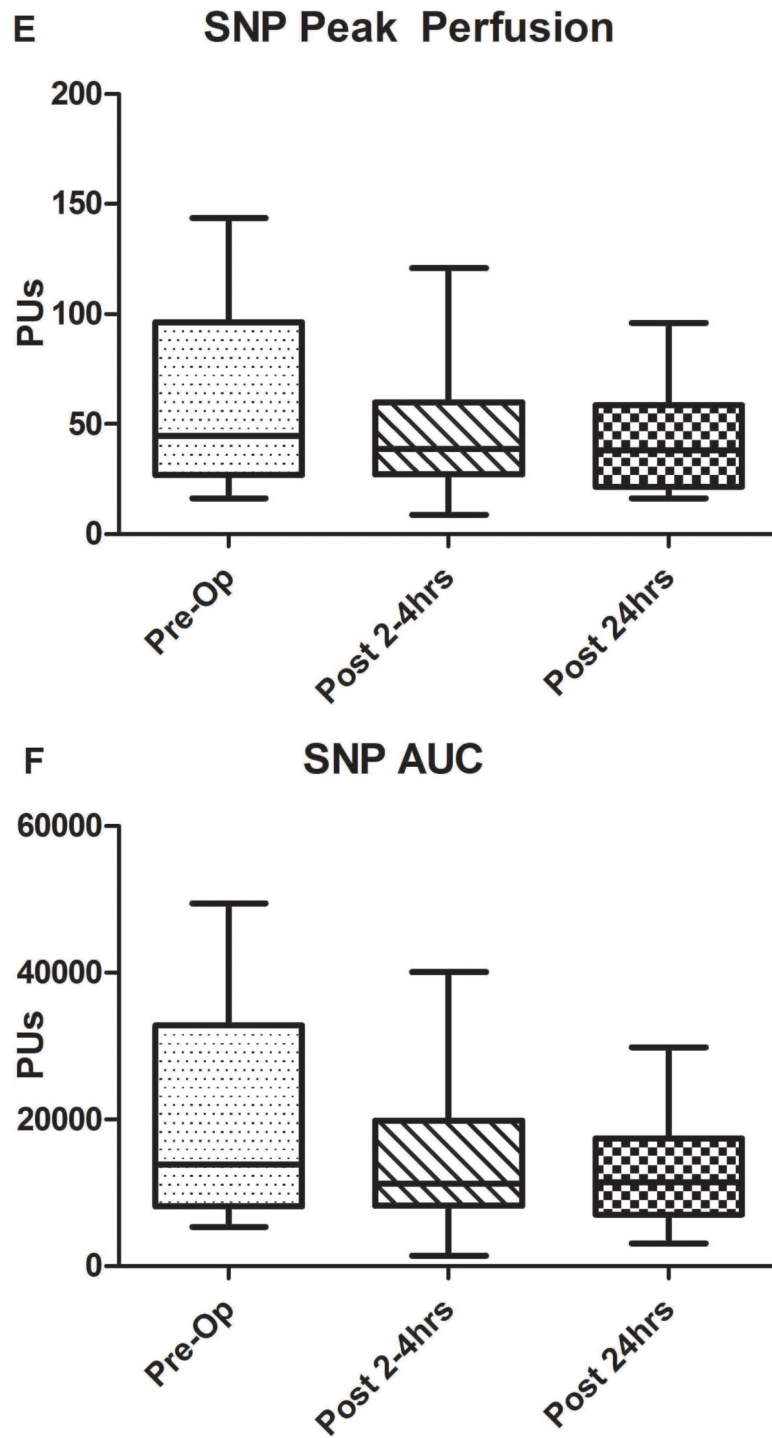 E
SNP Peak Perfusion
200
150
100
50
0
PUs
Pre-Op
Post 2-4hrs
Post 24hrs
F
SNP AUC
60000
40000
20000
0
PUs
Pre-Op
Post 2-4hrs
Post 24hrs